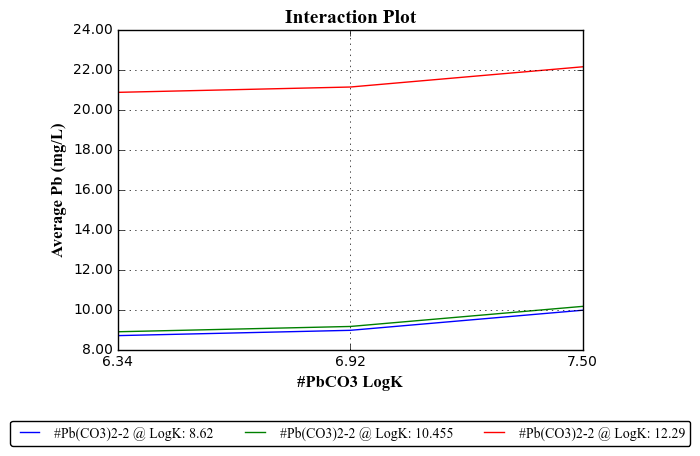 Interaction Plot
24.00
22.00
20.00
18.00
16.00
14.00
12.00
10.00
8.00
Average Pb (mg/L)
6.34 6.92 7.50
#PbCO3 LogK
#Pb(CO3)2-2 @ LogK: 8.62 #Pb(CO3)2-2 @ LogK: 10.455 #Pb(CO3)2-2 @ LogK: 12.29